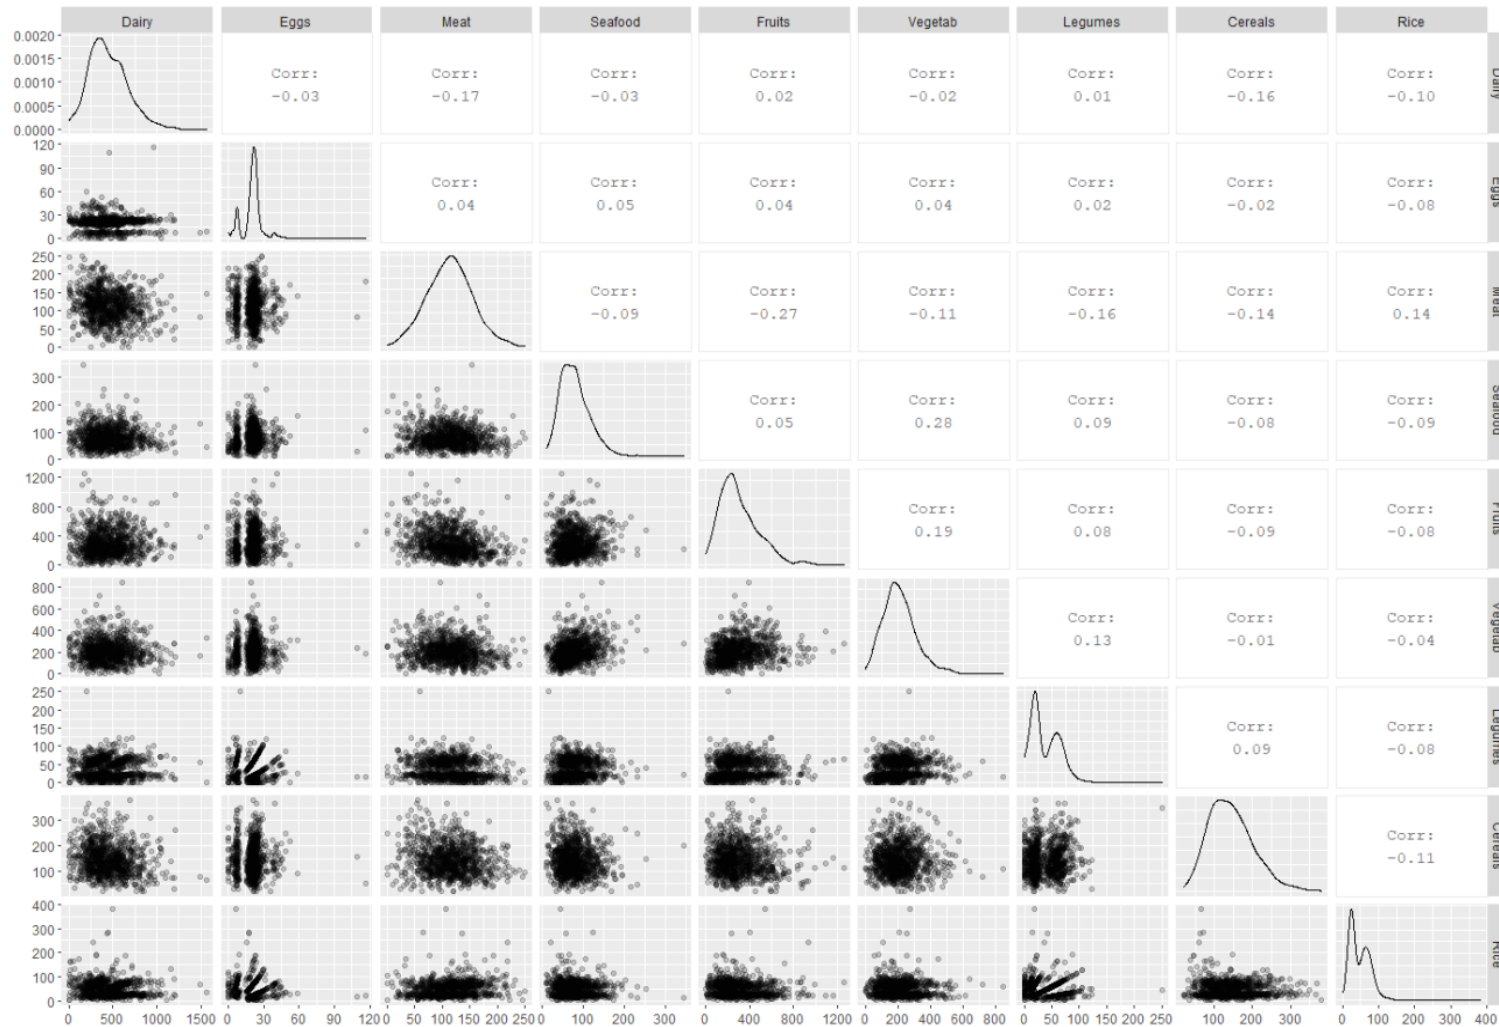 Dairy Eggs Meat Seafood Fruits Vegetab Legumes Cereals Rice
0.0020
0.0015
0.0010
0.0005
0.0000
Corr: Corr: Corr: Corr: Corr: Corr: Corr: Corr:
-0.03 -0.17 -0.03 0.02 -0.02 0.01 -0.16 -0.10
Dairy
120
90
60
30
0
Corr: Corr: Corr: Corr: Corr: Corr: Corr:
0.04 0.05 0.04 0.04 0.02 -0.02 -0.08
Eggs
250
200
150
100
50
0
Corr: Corr: Corr: Corr: Corr: Corr:
-0.09 -0.27 -0.11 -0.16 -0.14 0.14
Meat
300
200
100
0
Corr: Corr: Corr: Corr: Corr:
0.05 0.28 0.09 -0.08 -0.09
Seafood
1200
800
400
0
Corr: Corr: Corr: Corr:
0.19 0.08 -0.09 -0.08
Fruits
800
600
400
200
0
Corr: Corr: Corr:
0.13 -0.01 -0.04
Vegetab
250
200
150
100
50
0
Corr: Corr:
0.09 -0.08
Legumes
300
200
100
Corr:
-0.11
Cereals
400
300
200
100
0
Rice
0 500 1000 1500 0 30 60 90 120 0 50 100 150 200 250 0 100 200 300 0 400 800 1200 0 200 400 600 800 0 50 100 150 200 250 100 200 300 0 100 200 300 400